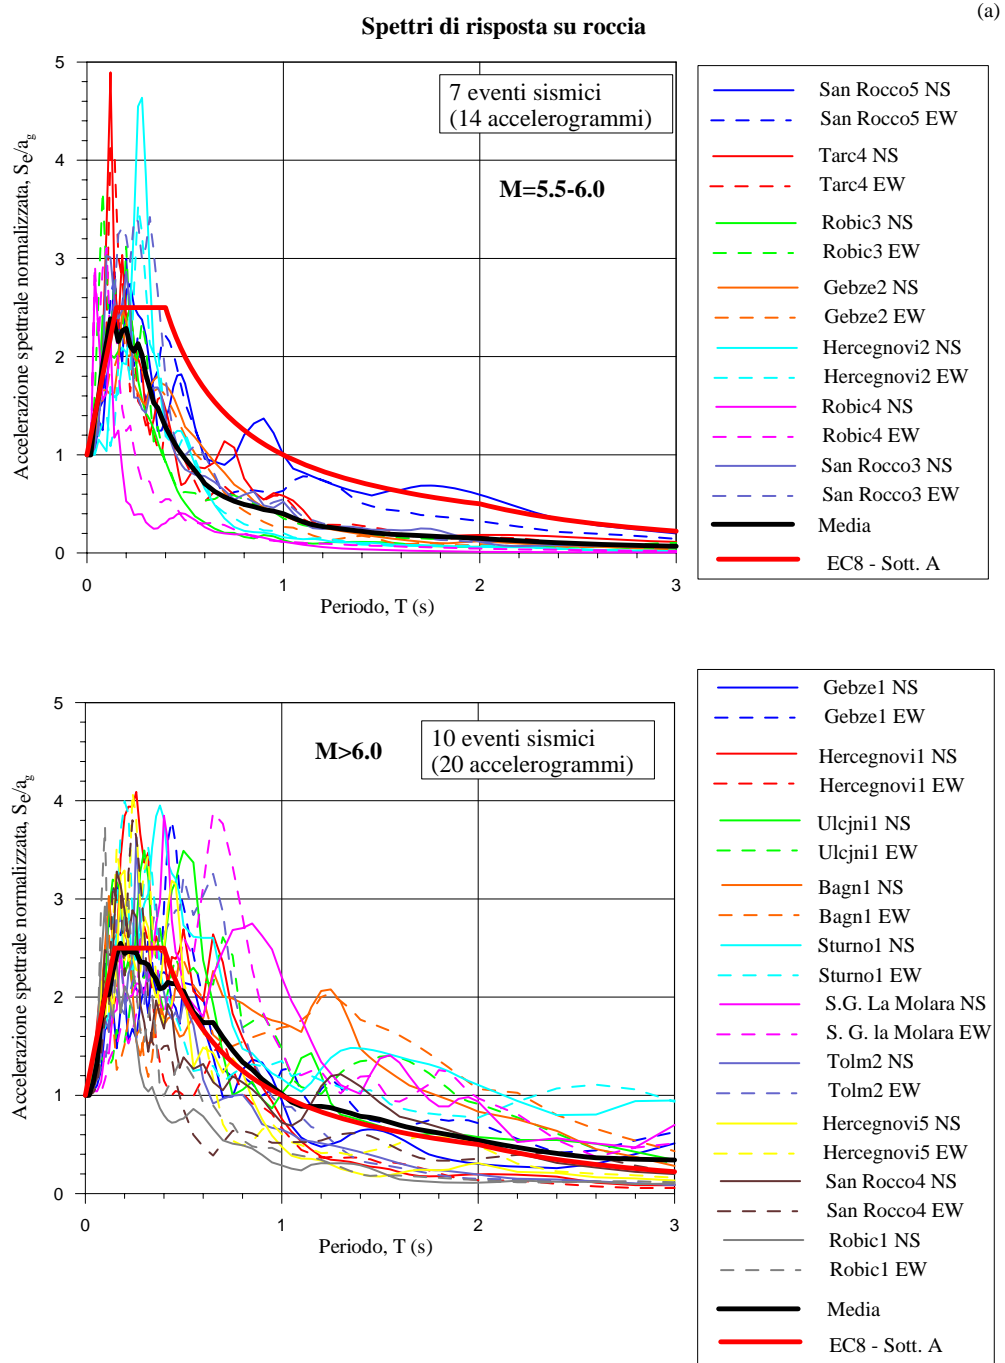 (a)
Spettri di risposta su roccia
5
4
3
2
1
0
Accelerazione spettrale normalizzata, Se/ag
7 eventi sismici
(14 accelerogrammi)
M=5.5-6.0
0
1
2
3
Periodo, T (s)
San Rocco5 NS
San Rocco5 EW
Tarc4 NS
Tarc4 EW
Robic3 NS
Robic3 EW
Gebze2 NS
Gebze2 EW
Hercegnovi2 NS
Hercegnovi2 EW
Robic4 NS
Robic4 EW
San Rocco3 NS
San Rocco3 EW
Media
EC8 - Sott. A
5
4
3
2
1
0
Accelerazione spettrale normalizzata, Se/ag
M>6.0
10 eventi sismici
(20 accelerogrammi)
0
1
2
3
Periodo, T (s)
Gebze1 NS
Gebze1 EW
Hercegnovi1 NS
Hercegnovi1 EW
Ulcjni1 NS
Ulcjni1 EW
Bagn1 NS
Bagn1 EW
Sturno1 NS
Sturno1 EW
S.G. La Molara NS
S. G. la Molara EW
Tolm2 NS
Tolm2 EW
Hercegnovi5 NS
Hercegnovi5 EW
San Rocco4 NS
San Rocco4 EW
Robic1 NS
Robic1 EW
Media
EC8 - Sott. A